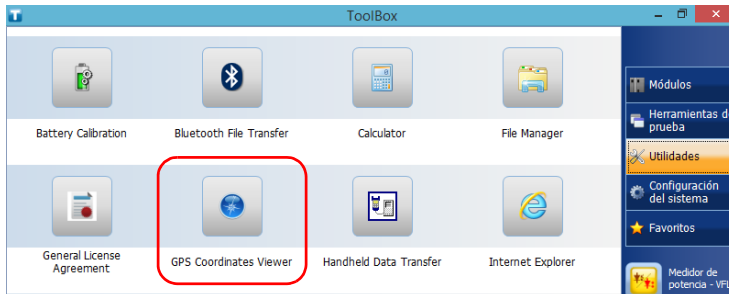 ToolBox
Battery Calibration
Bluetooth File Transfer
Calculator
File Manager
General License
Agreement
GPS Coordinates Viewer
Handheld Data Transfer
Internet Explorer
Módulos
Herramientas d
prueba
Utilidades
Configuración
del sistema
Favoritos
Medidor de
potencia - VFL